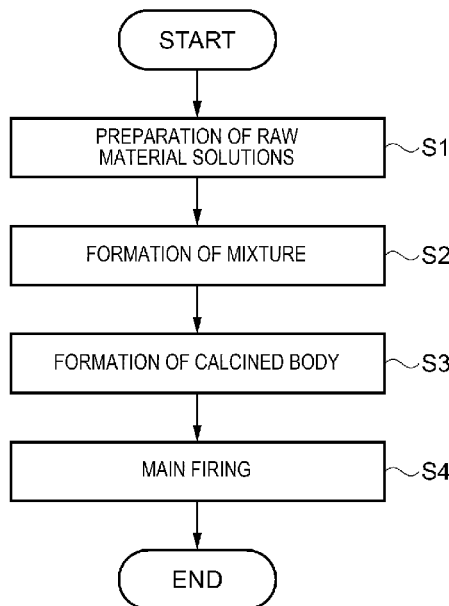 START
PREPARATION OF RAW
MATERIAL SOLUTIONS
S1
FORMATION OF MIXTURE
S2
FORMATION OF CALCINED BODY
S3
MAIN FIRING
S4
END